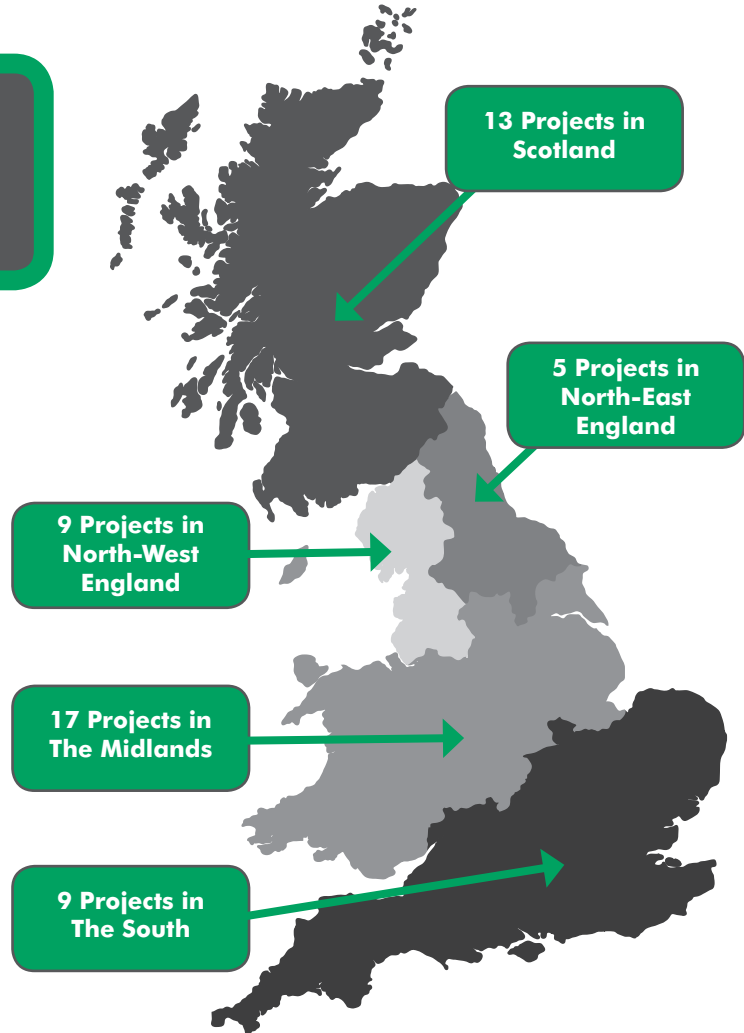 13 Projects in
Scotland
5 Projects in
North-East
England
9 Projects in
North-West
England
17 Projects in
The Midlands
9 Projects in
The South